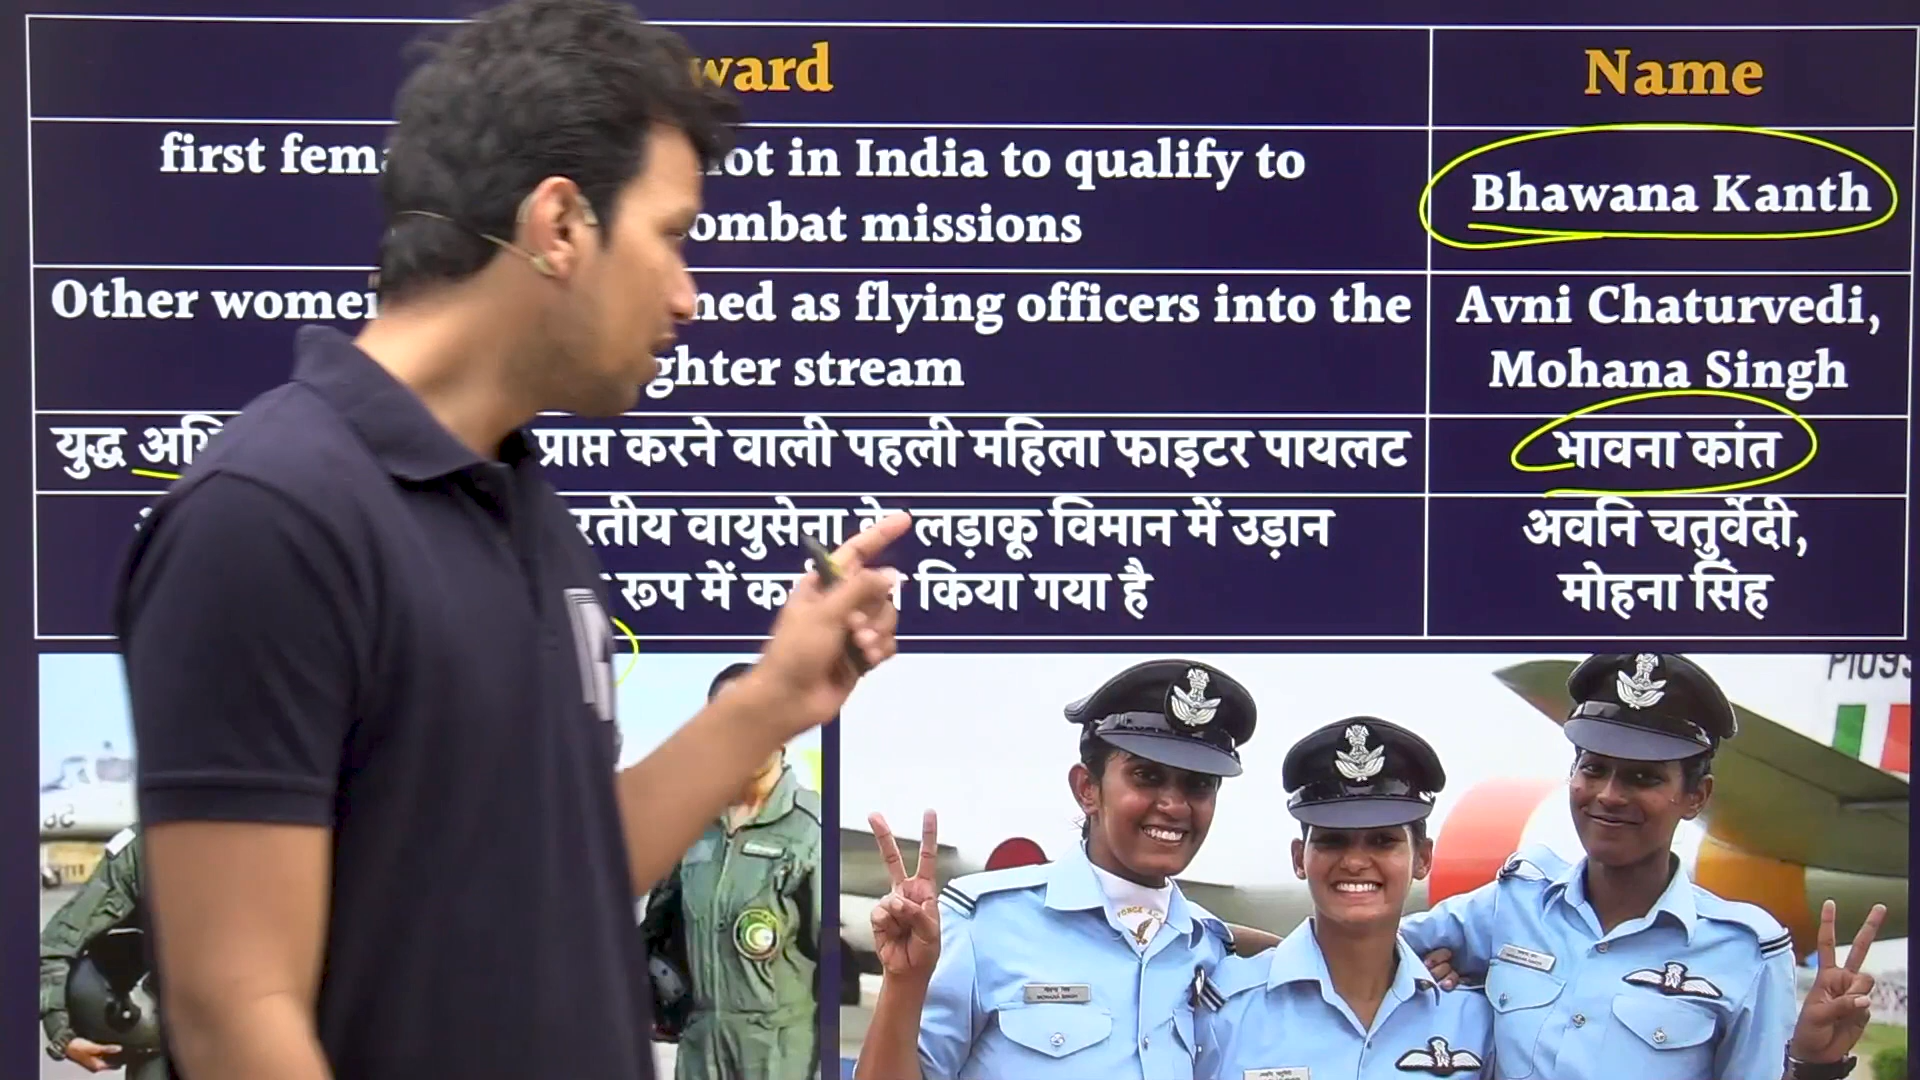 ward Name
first fema ot in India to qualify to
ombat missions
Bhawana Kanth
Other women ned as flying officers into the
ghter stream
Avni Chaturvedi,
Mohana Singh
युद्ध अभि प्राप्त करने वाली पहली महिला फाइटर पायलट
भावना कांत
रतीय वायुसेना के लड़ाकू विमान में उड़ान
रूप में किया गया है
अवनि चतुर्वेदी,
मोहना सिंह